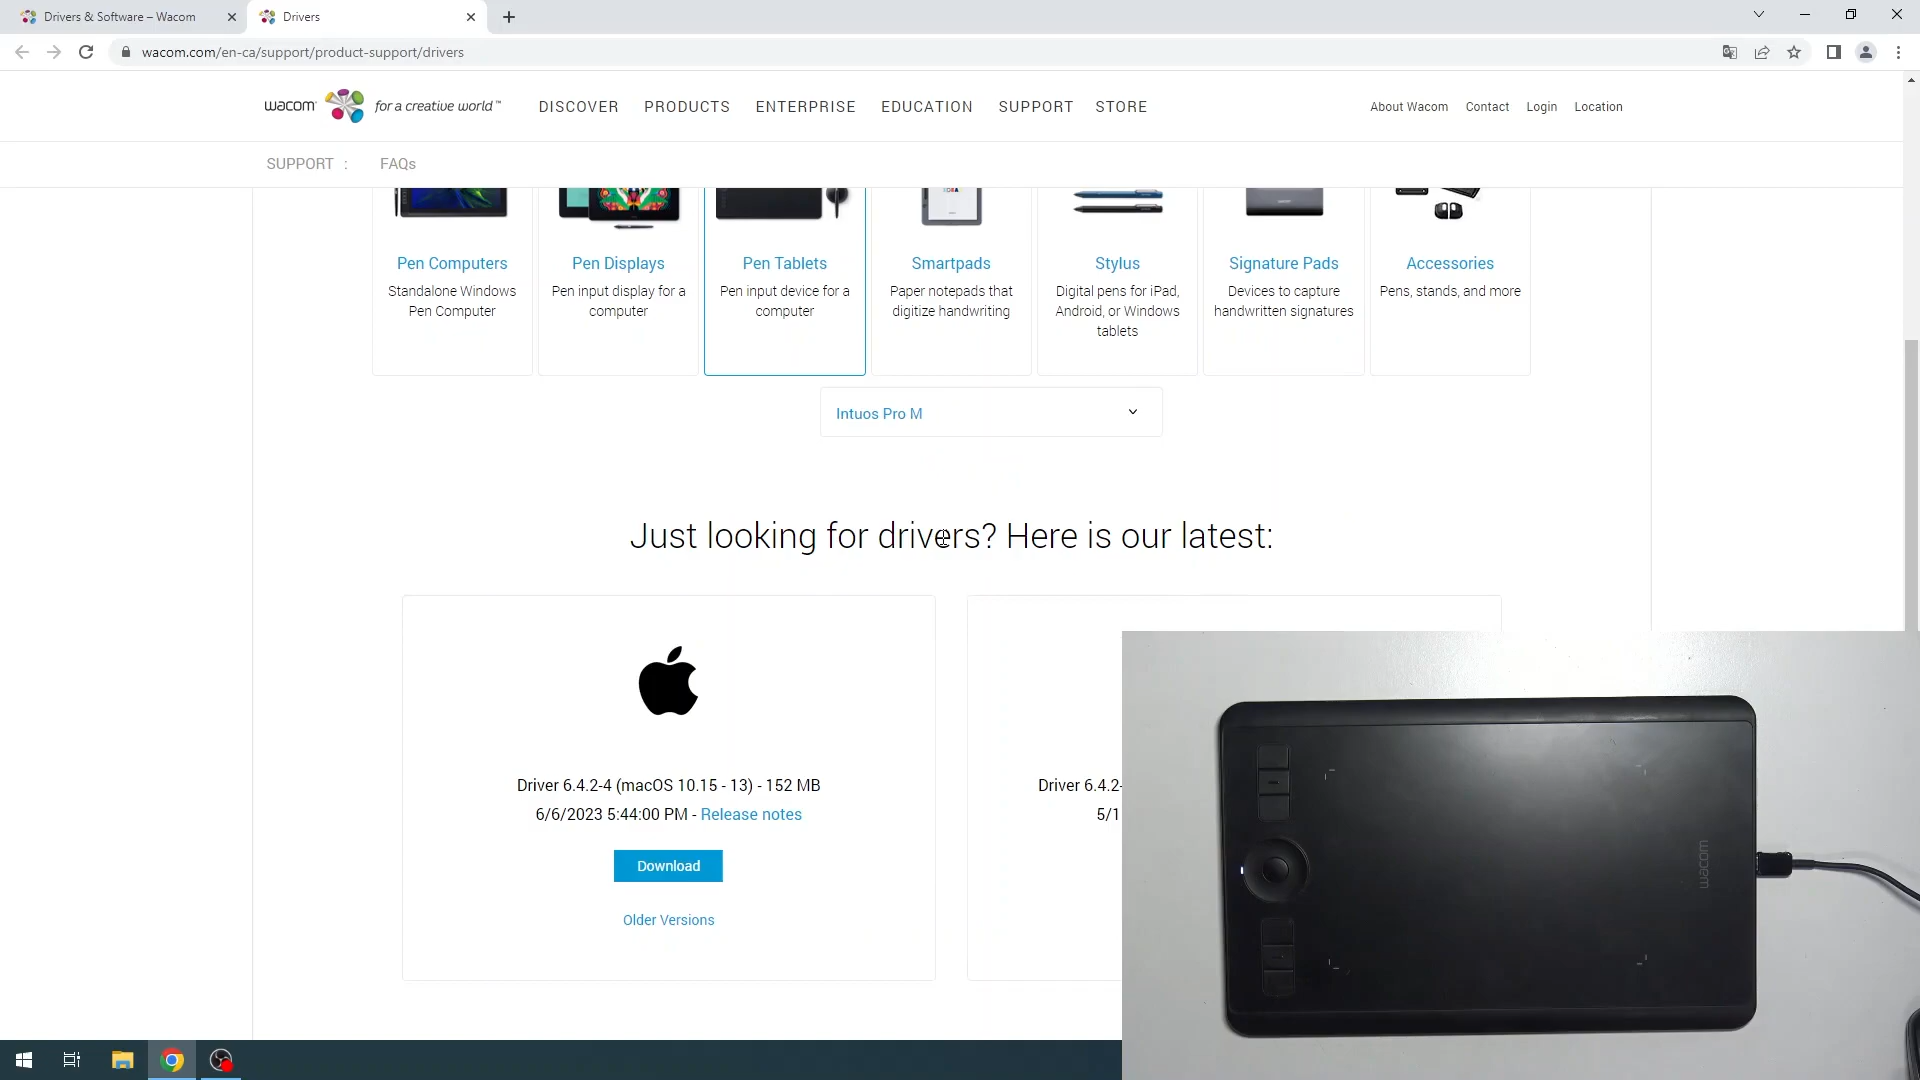 Drivers & Software – Wacom
Drivers
wacom.com/en-ca/support/product-support/drivers
wacom for a creative world™
DISCOVER PRODUCTS ENTERPRISE EDUCATION SUPPORT STORE
About Wacom Contact Login Location
SUPPORT : FAQs
Pen Computers
Standalone Windows
Pen Computer
Pen Displays
Pen input display for a
computer
Pen Tablets
Pen input device for a
computer
Smartpads
Paper notepads that
digitize handwriting
Stylus
Digital pens for iPad,
Android, or Windows
tablets
Signature Pads
Devices to capture
handwritten signatures
Accessories
Pens, stands, and more
Intuos Pro M
Just looking for drivers? Here is our latest:
Driver 6.4.2-4 (macOS 10.15 - 13) - 152 MB
6/6/2023 5:44:00 PM - Release notes
Download
Older Versions
Driver 6.4.2-
5/1
wacom